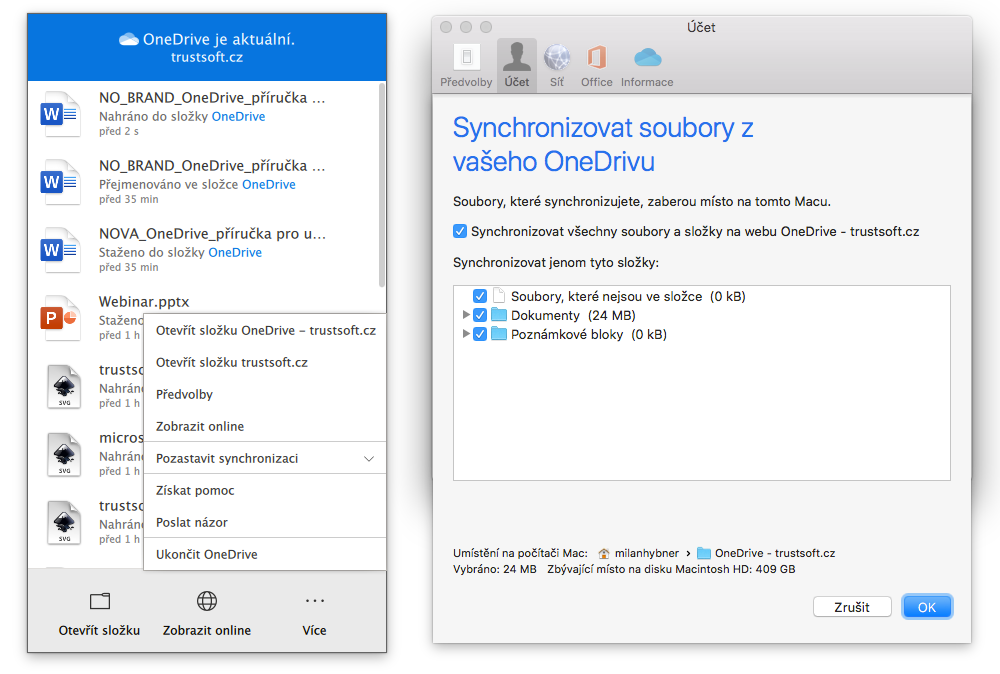 OneDrive je aktuální.
trustsoft.cz
NO_BRAND_OneDrive_příručka ...
Nahráno do složky OneDrive
před 2 s
NO_BRAND_OneDrive_příručka ...
Přejmenováno ve složce OneDrive
před 35 min
NOVA_OneDrive_příručka pro u...
Staženo do složky OneDrive
před 35 min
Webinar.pptx
Staženo
před 1 h
trustso
Nahráno
před 1 h
micros
Nahráno
před 1 h
trustso
Nahráno
před 1 h
W
W
W
P
SVG
SVG
SVG
Otevřít složku OneDrive – trustsoft.cz
Otevřít složku trustsoft.cz
Předvolby
Zobrazit online
Pozastavit synchronizaci
Získat pomoc
Poslat názor
Ukončit OneDrive
Otevřít složku
Zobrazit online
Více
Účet
Předvolby
Účet
Síť
Office
Informace
Synchronizovat soubory z
vašeho OneDrivu
Soubory, které synchronizujete, zaberou místo na tomto Macu.
Synchronizovat všechny soubory a složky na webu OneDrive - trustsoft.cz
Synchronizovat jenom tyto složky:
Soubory, které nejsou ve složce (0 kB)
Dokumenty (24 MB)
Poznámkové bloky (0 kB)
Umístění na počítači Mac: milanhybner › OneDrive - trustsoft.cz
Vybráno: 24 MB Zbývající místo na disku Macintosh HD: 409 GB
Zrušit
OK